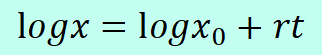 logx = logx₀ + rt